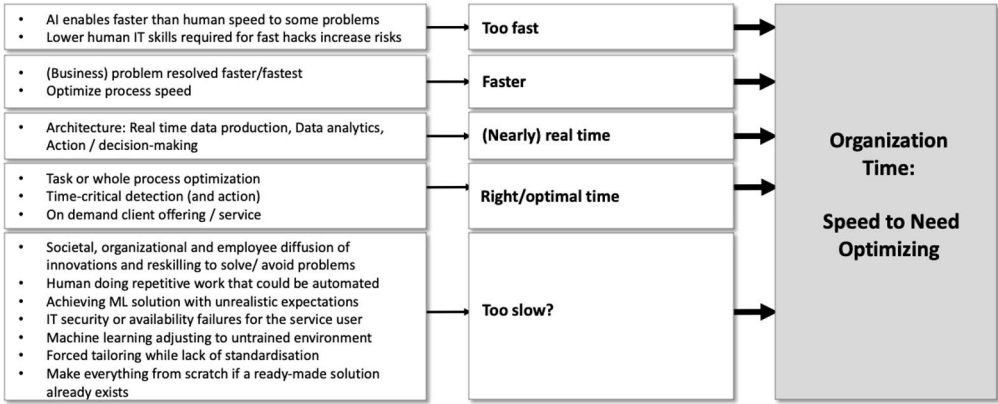 • AI enables faster than human speed to some problems
• Lower human IT skills required for fast hacks increase risks
Too fast
• (Business) problem resolved faster/fastest
• Optimize process speed
Faster
• Architecture: Real time data production, Data analytics,
Action / decision-making
(Nearly) real time
• Task or whole process optimization
• Time-critical detection (and action)
• On demand client offering / service
Right/optimal time
• Societal, organizational and employee diffusion of
innovations and reskilling to solve/ avoid problems
• Human doing repetitive work that could be automated
• Achieving ML solution with unrealistic expectations
• IT security or availability failures for the service user
• Machine learning adjusting to untrained environment
• Forced tailoring while lack of standardisation
• Make everything from scratch if a ready-made solution
already exists
Too slow?
Organization
Time:
Speed to Need
Optimizing